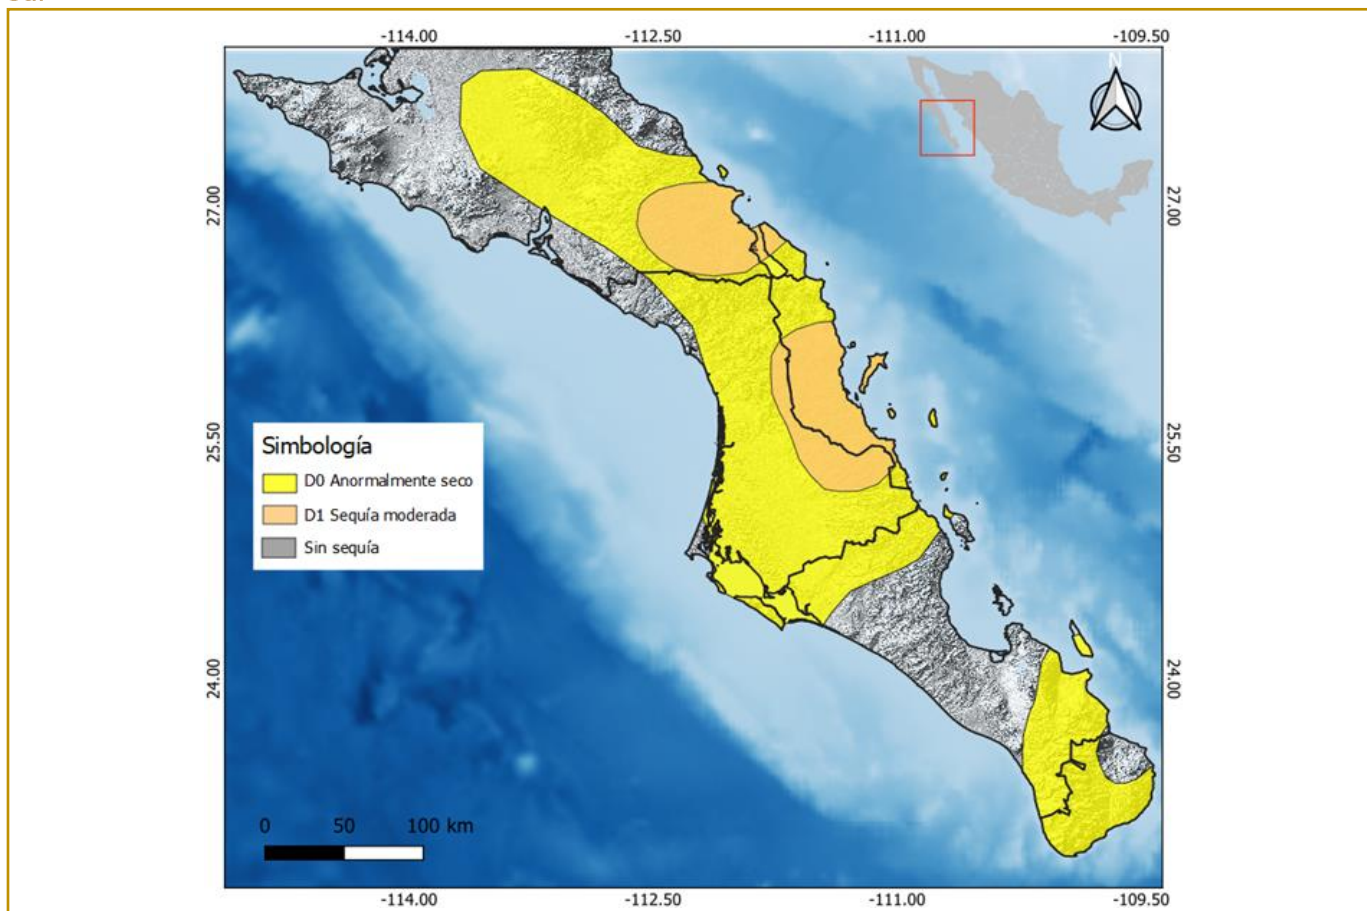 -114.00 -112.50 -111.00 -109.50
N
27.00 27.00
25.50 25.50
Simbología
D0 Anormalmente seco
D1 Sequía moderada
Sin sequía
24.00 24.00
0 50 100 km
-114.00 -112.50 -111.00 -109.50